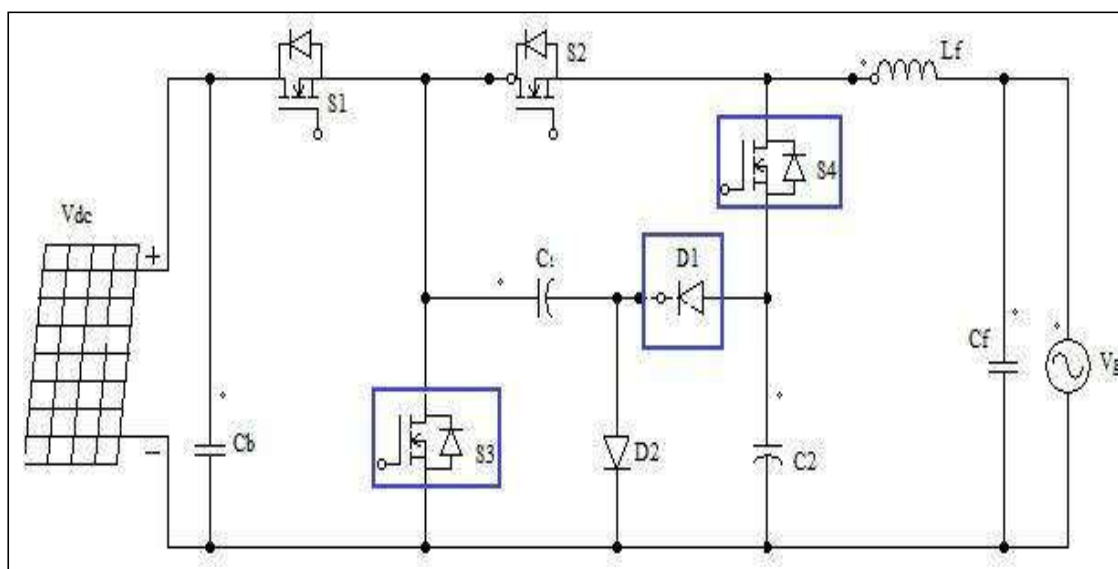 S1
S2
Lf
S4
Vdc
+
C₁
D1
Cf
Vg
S3
Cb
D2
C2
−